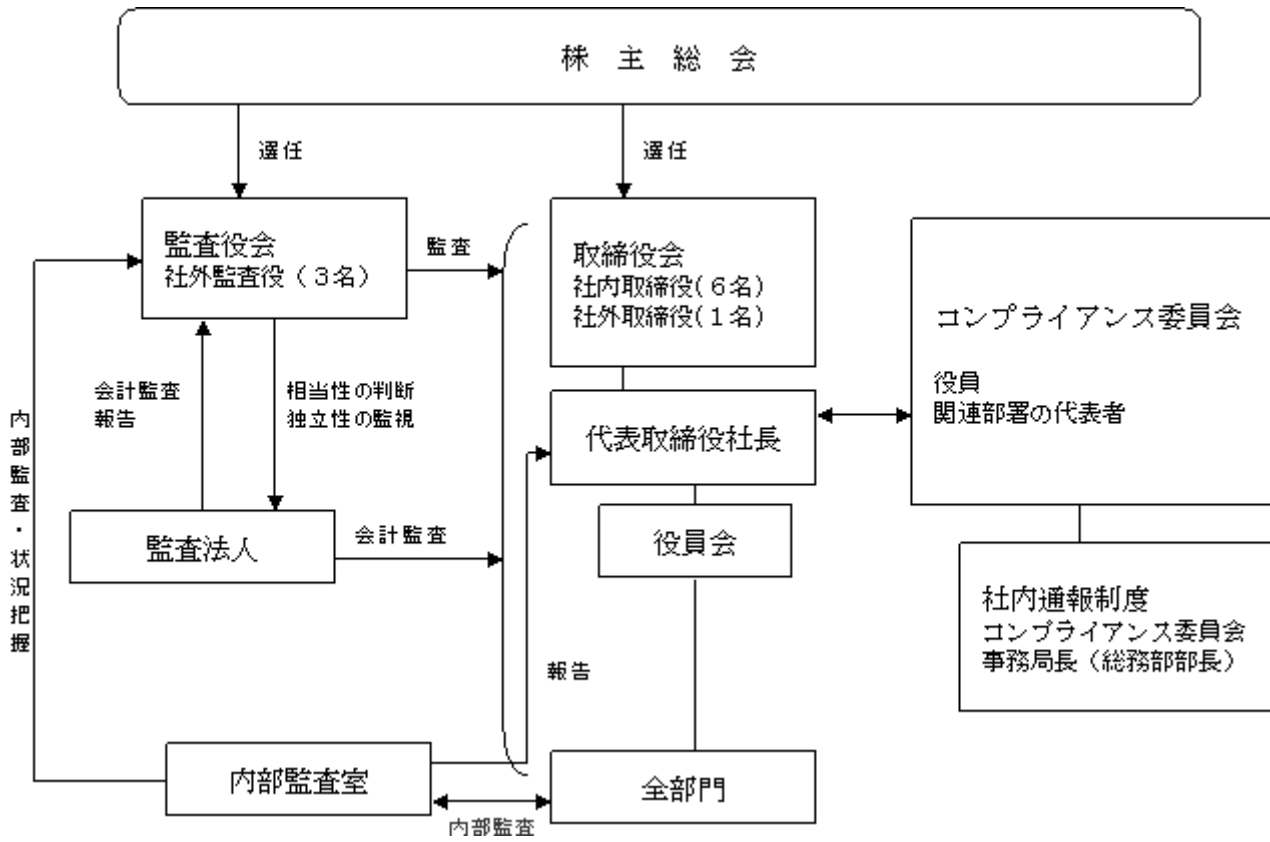 株主総会
選任
選任
監査役会
社外監査役（３名）
監査
取締役会
社内取締役(６名)
社外取締役(１名)
コンプライアンス委員会
役員
関連部署の代表者
会計監査
報告
相当性の判断
独立性の監視
代表取締役社長
内部監査・状況把握
監査法人
会計監査
役員会
社内通報制度
コンプライアンス委員会
事務局長（総務部部長）
報告
内部監査室
全部門
内部監査